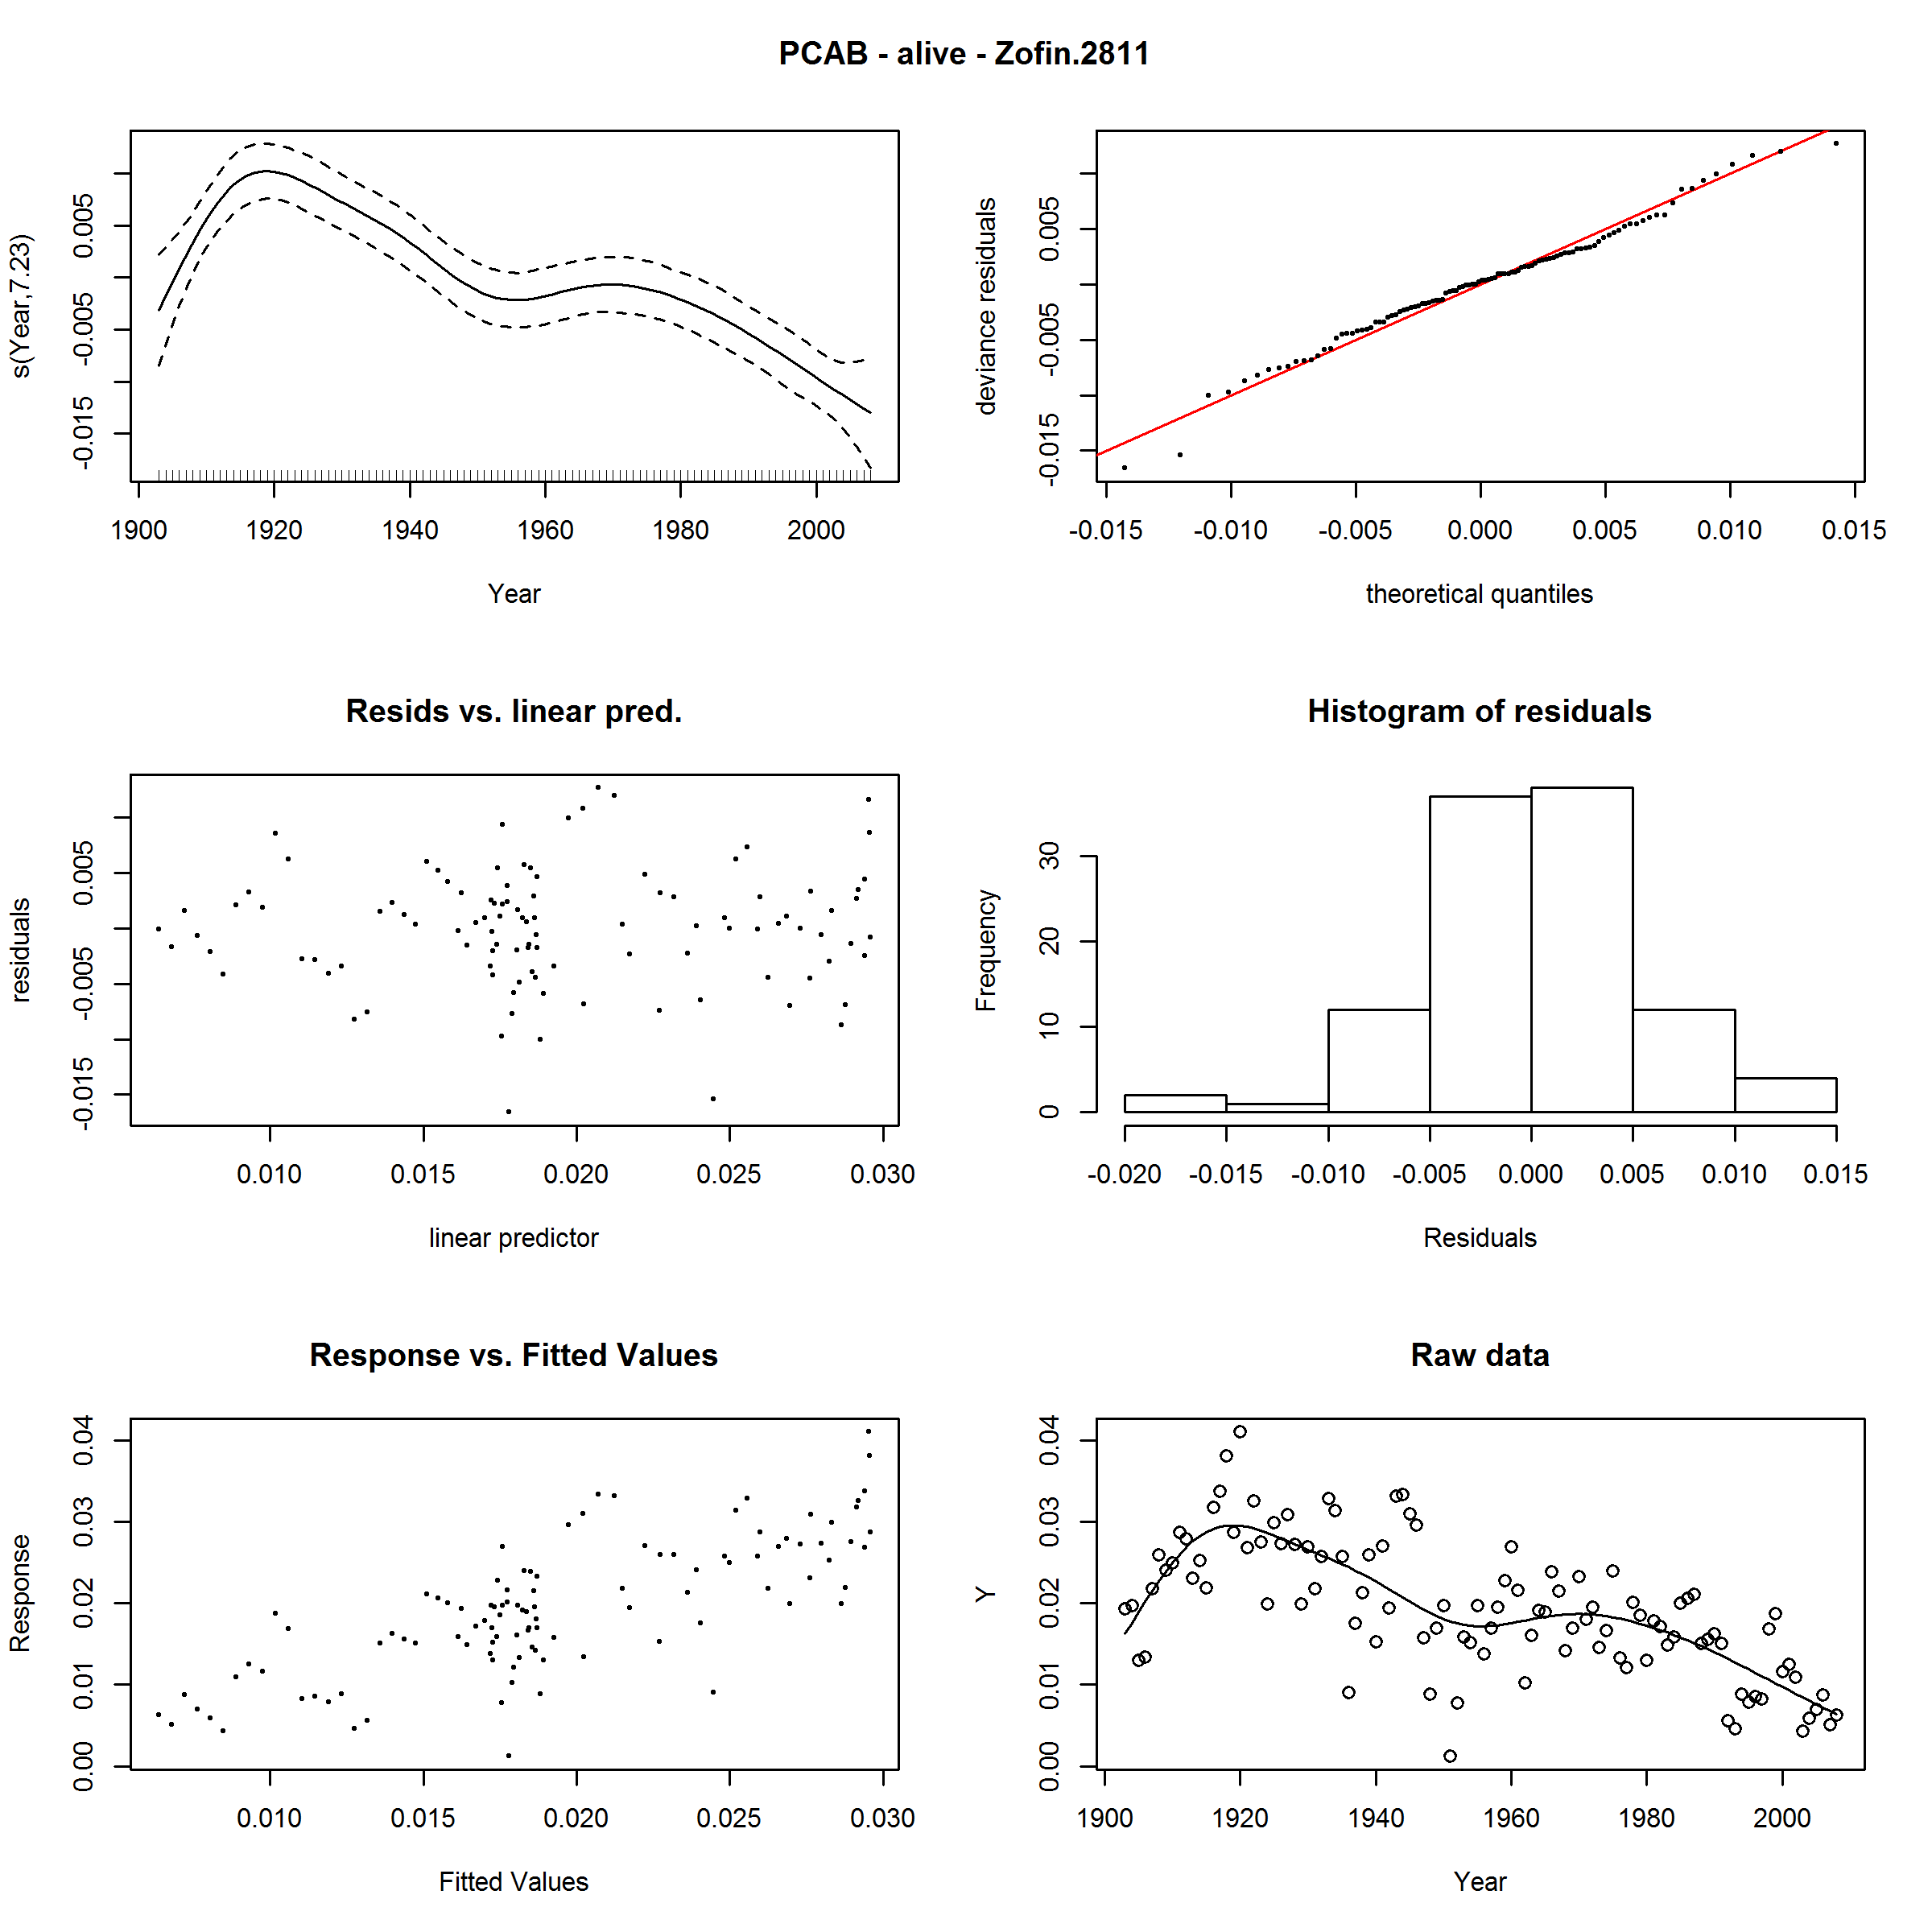 PCAB - alive - Zofin.2811
s(Year,7.23)
0.005
-0.005
-0.015
1900 1920 1940 1960 1980 2000
Year
deviance residuals
0.005
-0.005
-0.015
-0.015 -0.010 -0.005 0.000 0.005 0.010 0.015
theoretical quantiles
Resids vs. linear pred.
residuals
0.005
-0.005
-0.015
0.010 0.015 0.020 0.025 0.030
linear predictor
Histogram of residuals
Frequency
30
20
10
0
-0.020 -0.015 -0.010 -0.005 0.000 0.005 0.010 0.015
Residuals
Response vs. Fitted Values
Response
0.04
0.03
0.02
0.01
0.00
0.010 0.015 0.020 0.025 0.030
Fitted Values
Raw data
Y
0.04
0.03
0.02
0.01
0.00
1900 1920 1940 1960 1980 2000
Year